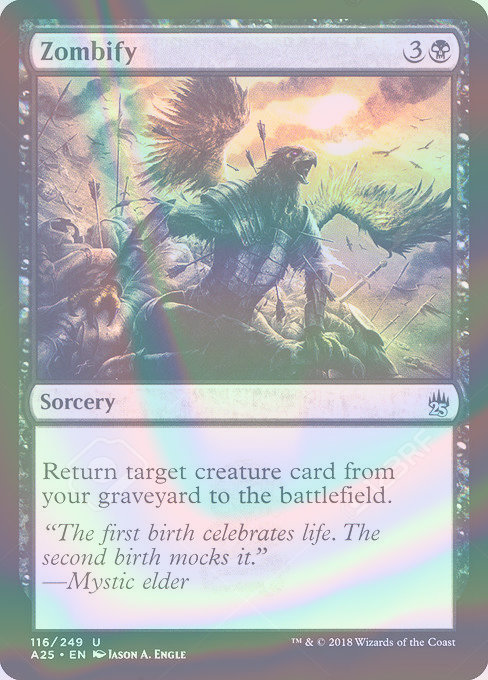 Zombify 3
Sorcery 25
Return target creature card from
your graveyard to the battlefield.
“The first birth celebrates life. The
second birth mocks it.”
—Mystic elder
116/249 U ™ & © 2018 Wizards of the Coast
A25 • EN Jason A. Engle